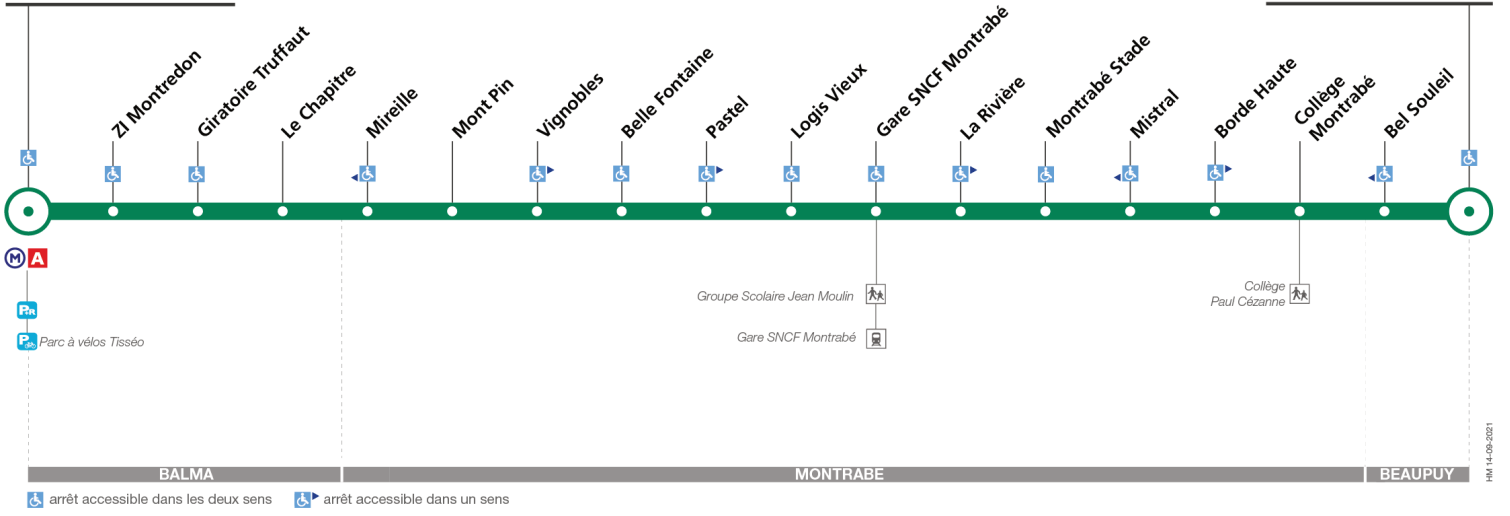 ZI Montredon
Giratoire Truffaut
Le Chapitre
Mireille
Mont Pin
Vignobles
Belle Fontaine
Pastel
Logis Vieux
Gare SNCF Montrabé
La Rivière
Montrabé Stade
Mistral
Borde Haute
Collège
Montrabé
Bel Souleil
M A
PR
P
Parc à vélos Tisséo
Groupe Scolaire Jean Moulin
Gare SNCF Montrabé
Collège
Paul Cézanne
BALMA
MONTRABE
BEAUPUY
arrêt accessible dans les deux sens
arrêt accessible dans un sens
HM 14-09-2021